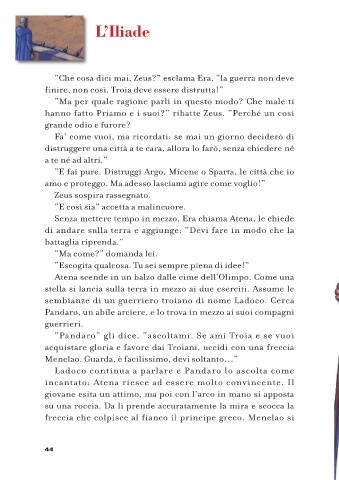 L'Iliade
"Che cosa dici mai, Zeus?" esclama Era, "la guerra non deve
finire, non così. Troia deve essere distrutta!"
"Ma per quale ragione parli in questo modo? Che male ti
hanno fatto Priamo e i suoi?" ribatte Zeus. "Perché un così
grande odio e furore?
Fa' come vuoi, ma ricordati: se mai un giorno deciderò di
distruggere una città a te cara, allora lo farò, senza chiedere né
a te né ad altri."
"E fai pure. Distruggi Argo, Micene o Sparta, le città che io
amo e proteggo. Ma adesso lasciami agire come voglio!"
Zeus sospira rassegnato.
"E così sia" accetta a malincuore.
Senza mettere tempo in mezzo, Era chiama Atena, le chiede
di andare sulla terra e aggiunge: "Devi fare in modo che la
battaglia riprenda."
"Ma come?" domanda lei.
"Escogita qualcosa. Tu sei sempre piena di idee!"
Atena scende in un balzo dalle cime dell'Olimpo. Come una
stella si lancia sulla terra in mezzo ai due eserciti. Assume le
sembianze di un guerriero troiano di nome Ladoco. Cerca
Pandaro, un abile arciere, e lo trova in mezzo ai suoi compagni
guerrieri.
"Pandaro" gli dice, "ascoltami. Se ami Troia e se vuoi
acquistare gloria e favore dai Troiani, uccidi con una freccia
Menelao. Guarda, è facilissimo, devi soltanto..."
Ladoco continua a parlare e Pandaro lo ascolta come
incantato; Atena riesce ad essere molto convincente. Il
giovane esita un attimo, ma poi con l'arco in mano si apposta
su una roccia. Da lì prende accuratamente la mira e scocca la
freccia che colpisce al fianco il principe greco. Menelao si
44